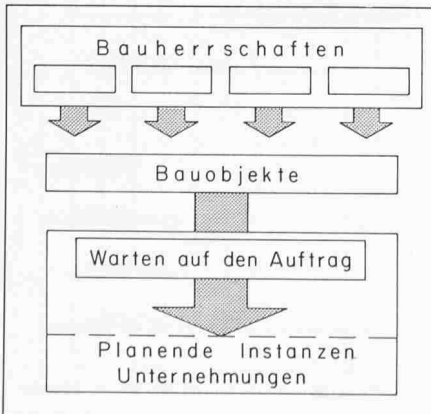 Bauherrschaften
Bauobjekte
Warten auf den Auftrag
Planende Instanzen
Unternehmungen